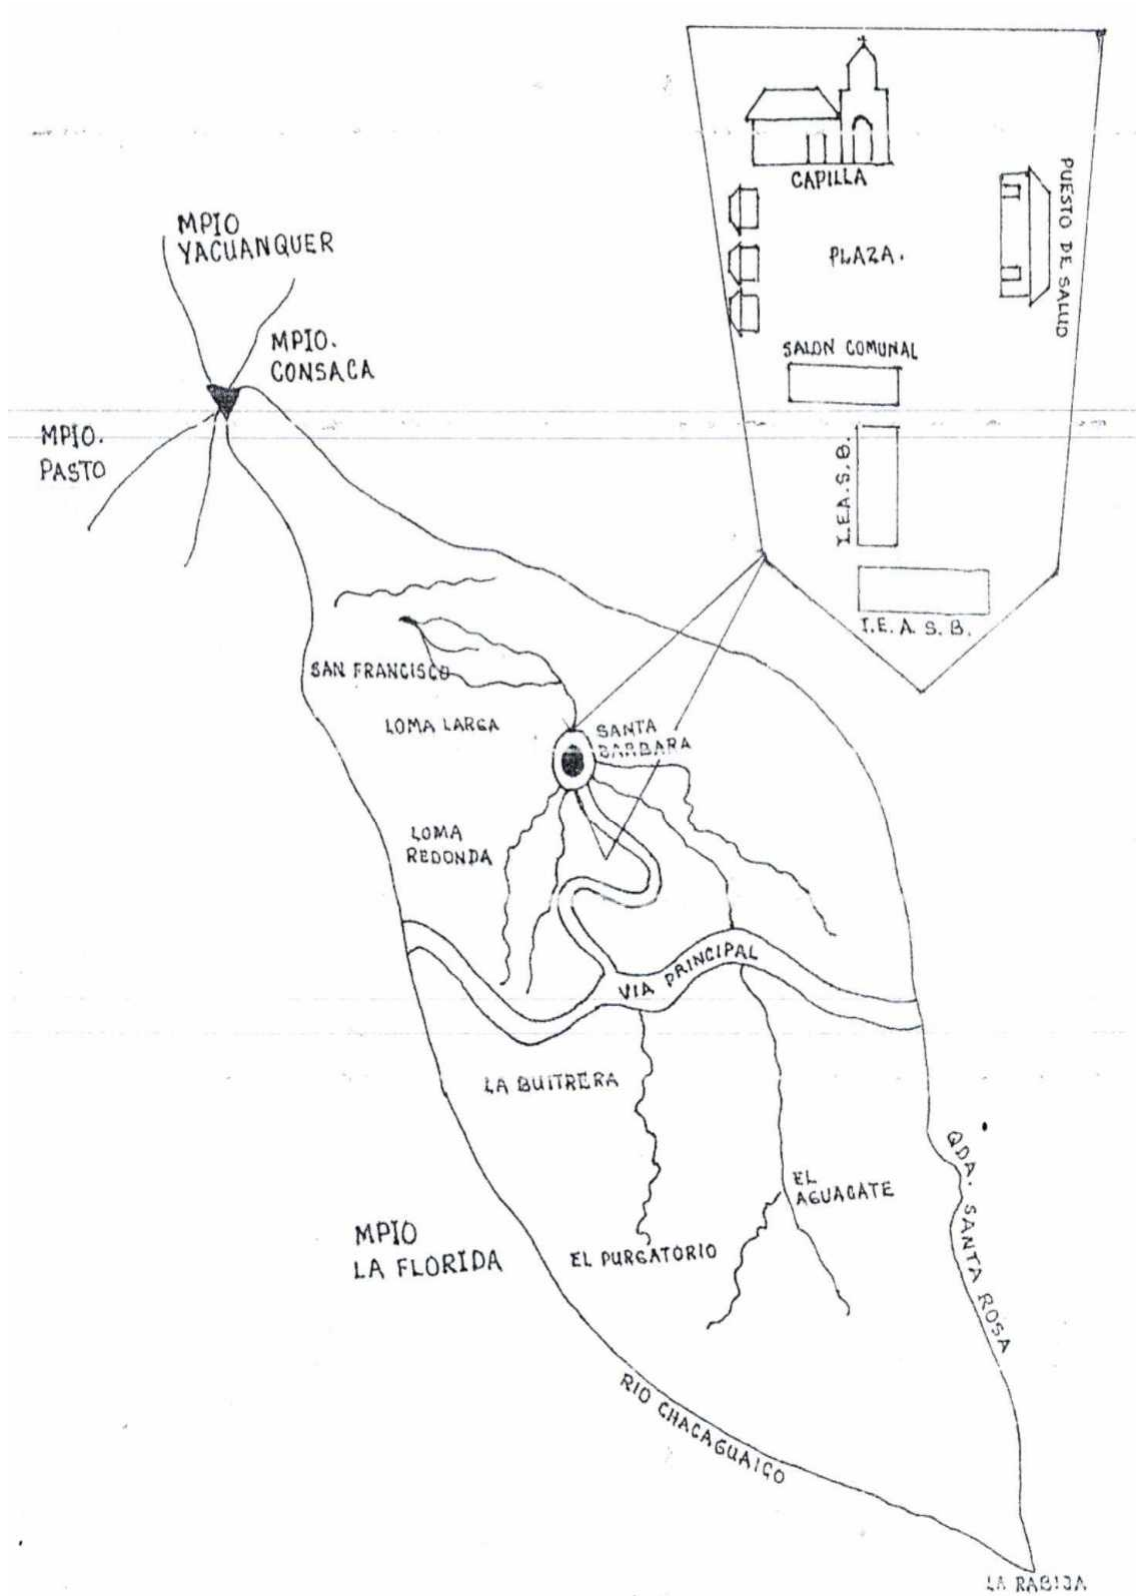 CAPILLA
PLAZA.
PUESTO DE SALUD
SALON COMUNAL
I.E.A.S.B.
I.E.A.S.B.
MPIO
YACUANQUER
MPIO.
CONSACA
MPIO.
PASTO
SAN FRANCISCO
LOMA LARGA
SANTA
BARBARA
LOMA
REDONDA
VIA PRINCIPAL
LA BUITRERA
QDA. SANTA ROSA
EL
AGUACATE
MPIO
LA FLORIDA
EL PURGATORIO
RIO CHACAGUAICO
LA RABIJA